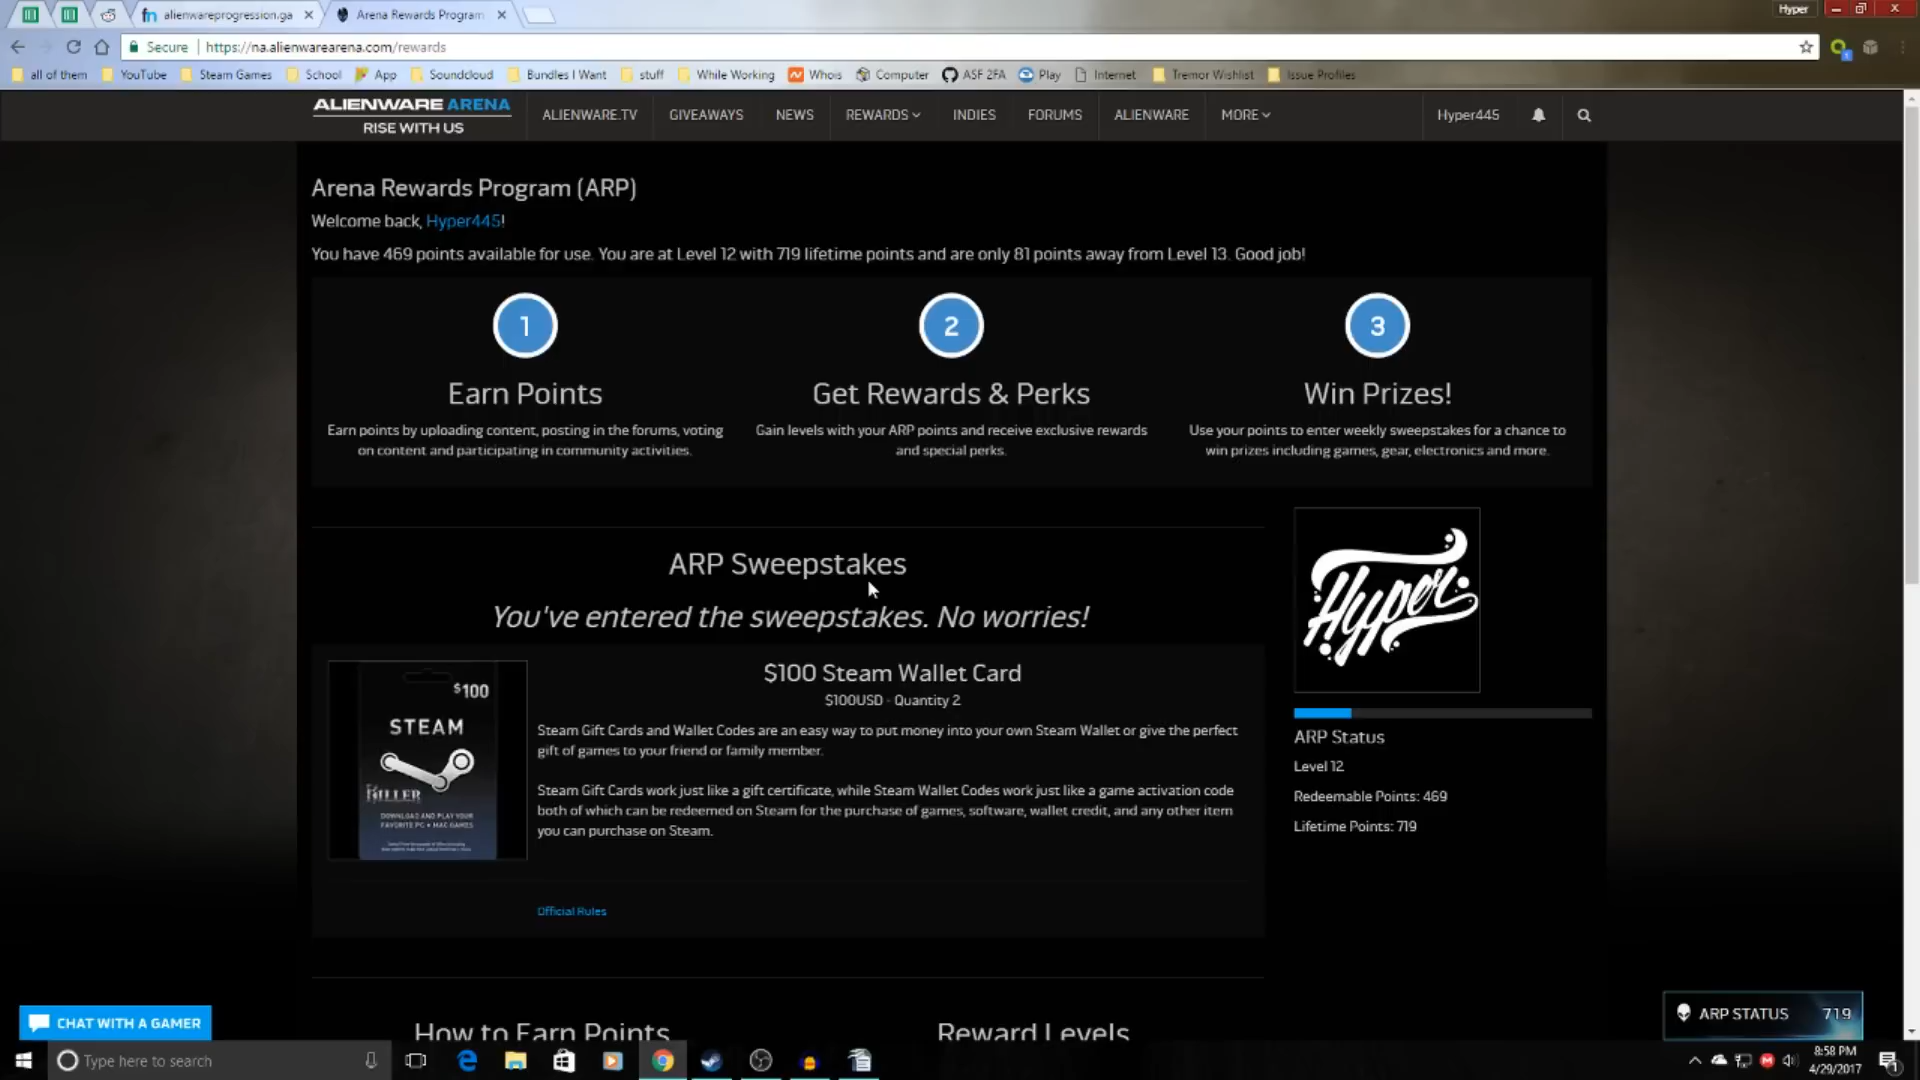 alienwareprogression.ga
Arena Rewards Program
Hyper
Secure
https://na.alienwarearena.com/rewards
all of them
YouTube
Steam Games
School
App
Soundcloud
Bundles I Want
stuff
While Working
Whois
Computer
ASF 2FA
Play
Internet
Tremor Wishlist
Issue Profiles
ALIENWARE ARENA
RISE WITH US
ALIENWARE.TV
GIVEAWAYS
NEWS
REWARDS
INDIES
FORUMS
ALIENWARE
MORE
Hyper445
Arena Rewards Program (ARP)
Welcome back, Hyper445!
You have 469 points available for use. You are at Level 12 with 719 lifetime points and are only 81 points away from Level 13. Good job!
1
2
3
Earn Points
Get Rewards & Perks
Win Prizes!
Earn points by uploading content, posting in the forums, voting
on content and participating in community activities.
Gain levels with your ARP points and receive exclusive rewards
and special perks.
Use your points to enter weekly sweepstakes for a chance to
win prizes including games, gear, electronics and more.
ARP Sweepstakes
You've entered the sweepstakes. No worries!
$100
STEAM
KILLER
DOWNLOAD AND PLAY YOUR
FAVORITE PC + MAC GAMES
$100 Steam Wallet Card
$100USD - Quantity 2
Steam Gift Cards and Wallet Codes are an easy way to put money into your own Steam Wallet or give the perfect
gift of games to your friend or family member.
Steam Gift Cards work just like a gift certificate, while Steam Wallet Codes work just like a game activation code
both of which can be redeemed on Steam for the purchase of games, software, wallet credit, and any other item
you can purchase on Steam.
Official Rules
Hyper
ARP Status
Level 12
Redeemable Points: 469
Lifetime Points: 719
How to Earn Points
Reward Levels
CHAT WITH A GAMER
ARP STATUS
719
Type here to search
8:58 PM
4/29/2017